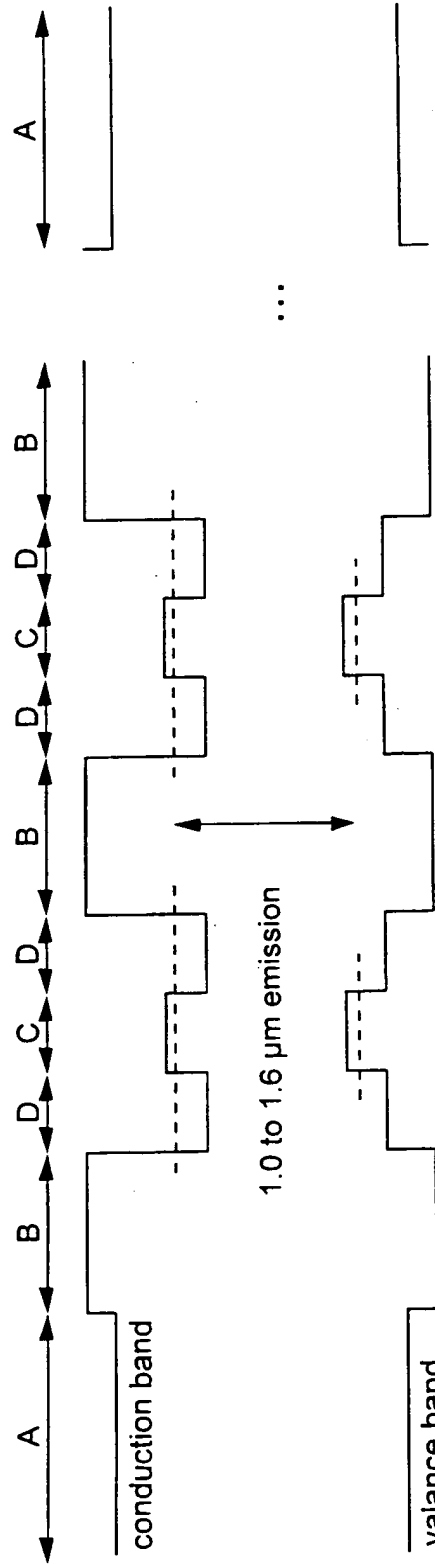 A B D C D B D C D B A
conduction band
1.0 to 1.6 µm emission
...
valance band